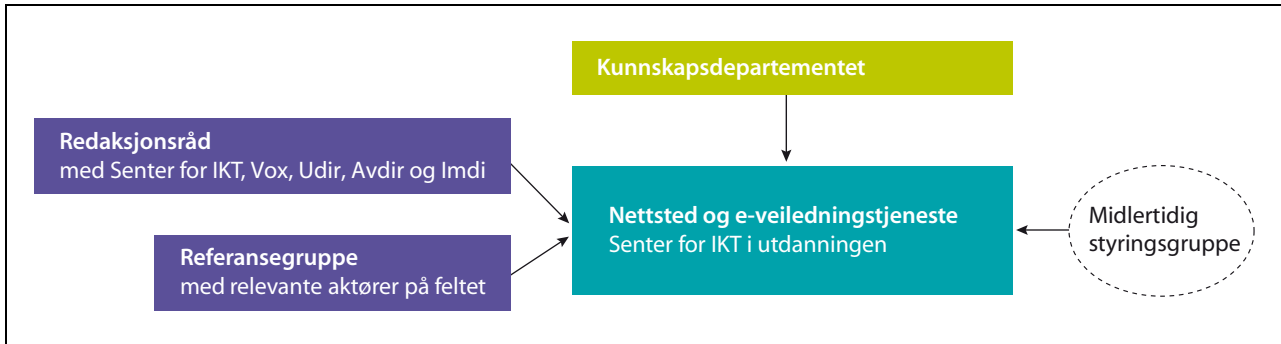 Kunnskapsdepartementet
Redaksjonsråd
med Senter for IKT, Vox, Udir, Avdir og Imdi
Nettsted og e-veiledningstjeneste
Senter for IKT i utdanningen
Midlertidig
styringsgruppe
Referansegruppe
med relevante aktører på feltet